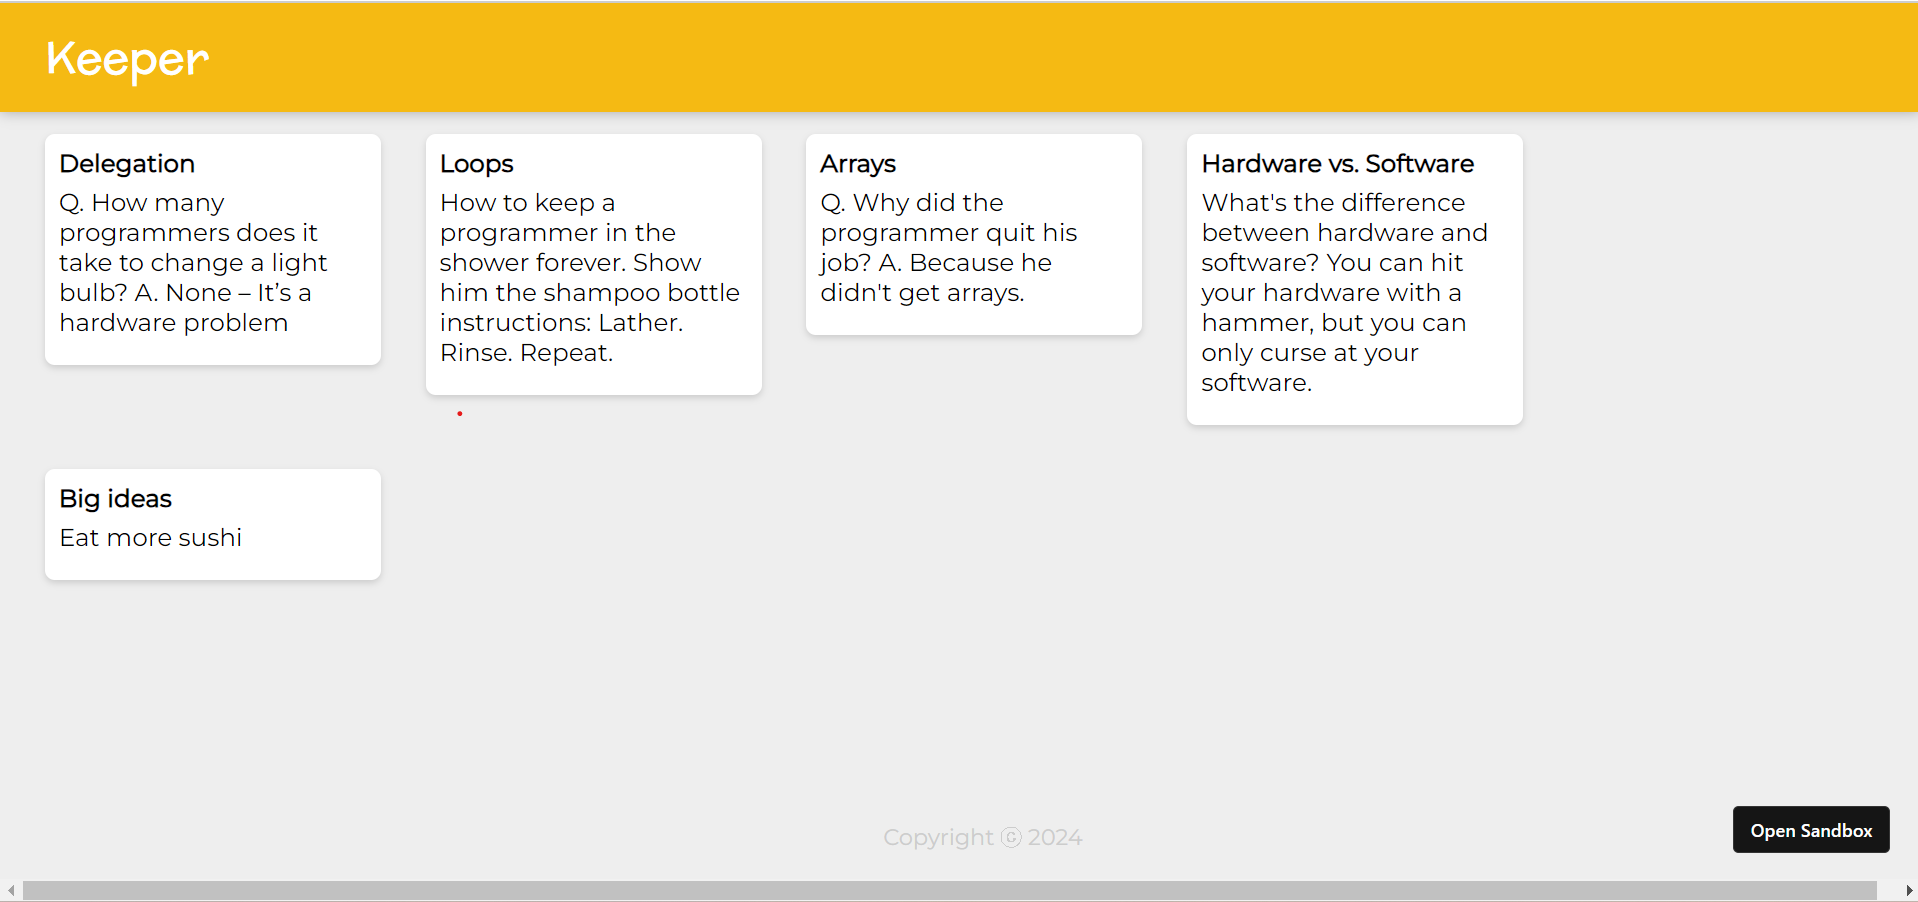 Keeper
Delegation
Q. How many
programmers does it
take to change a light
bulb? A. None – It’s a
hardware problem
Loops
How to keep a
programmer in the
shower forever. Show
him the shampoo bottle
instructions: Lather.
Rinse. Repeat.
Arrays
Q. Why did the
programmer quit his
job? A. Because he
didn't get arrays.
Hardware vs. Software
What's the difference
between hardware and
software? You can hit
your hardware with a
hammer, but you can
only curse at your
software.
Big ideas
Eat more sushi
Copyright ⓒ 2024
Open Sandbox